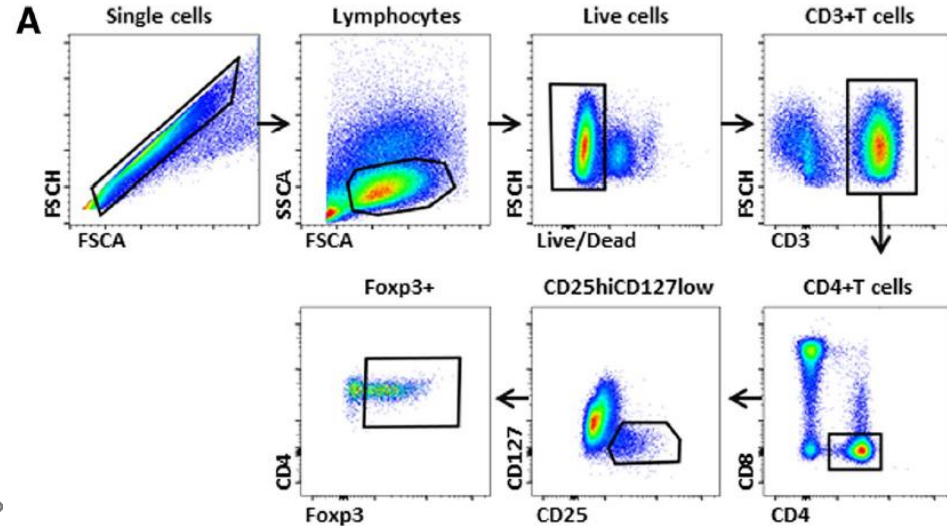 A
Single cells
Lymphocytes
Live cells
CD3+T cells
FSCH
FSCA
SSCA
FSCA
FSCH
Live/Dead
FSCH
CD3
Foxp3+
CD25hiCD127low
CD4+T cells
CD4
Foxp3
CD127
CD25
CD8
CD4